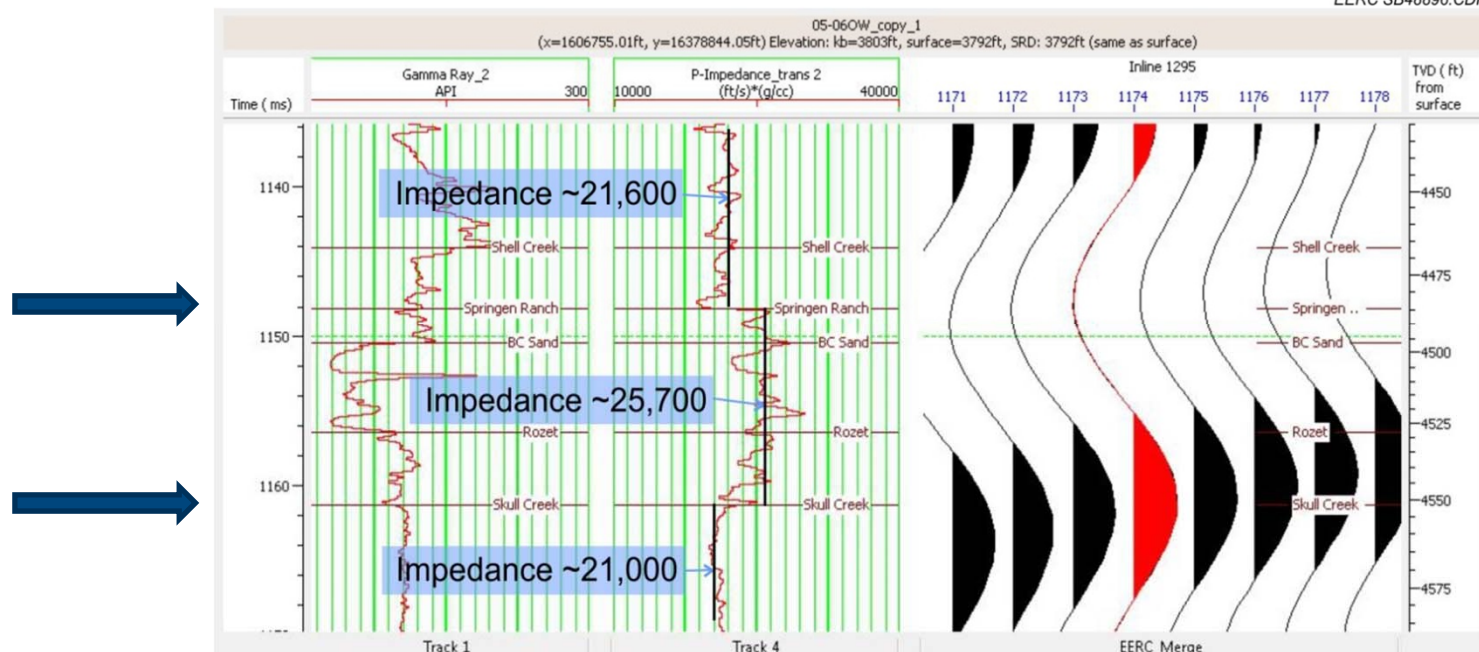 05-06OW_copy_1
(x=1606755.01ft, y=16378844.05ft) Elevation: kb=3803ft, surface=3792ft, SRD: 3792ft (same as surface)
Time (ms)
Gamma Ray_2
API
300
P-Impedance_trans 2
10000 (ft/s)*(g/cc) 40000
Inline 1295
1171 1172 1173 1174 1175 1176 1177 1178
TVD (ft)
from
surface
1140
Impedance ~21,600
4450
Shell Creek Shell Creek Shell Creek
4475
Springen Ranch Springen Ranch Springen ..
1150
BC Sand BC Sand BC Sand
4500
Impedance ~25,700
4525
Rozet Rozet Rozet
1160
4550
Skull Creek Skull Creek Skull Creek
Impedance ~21,000
4575
Track 1 Track 4 EERC Merge